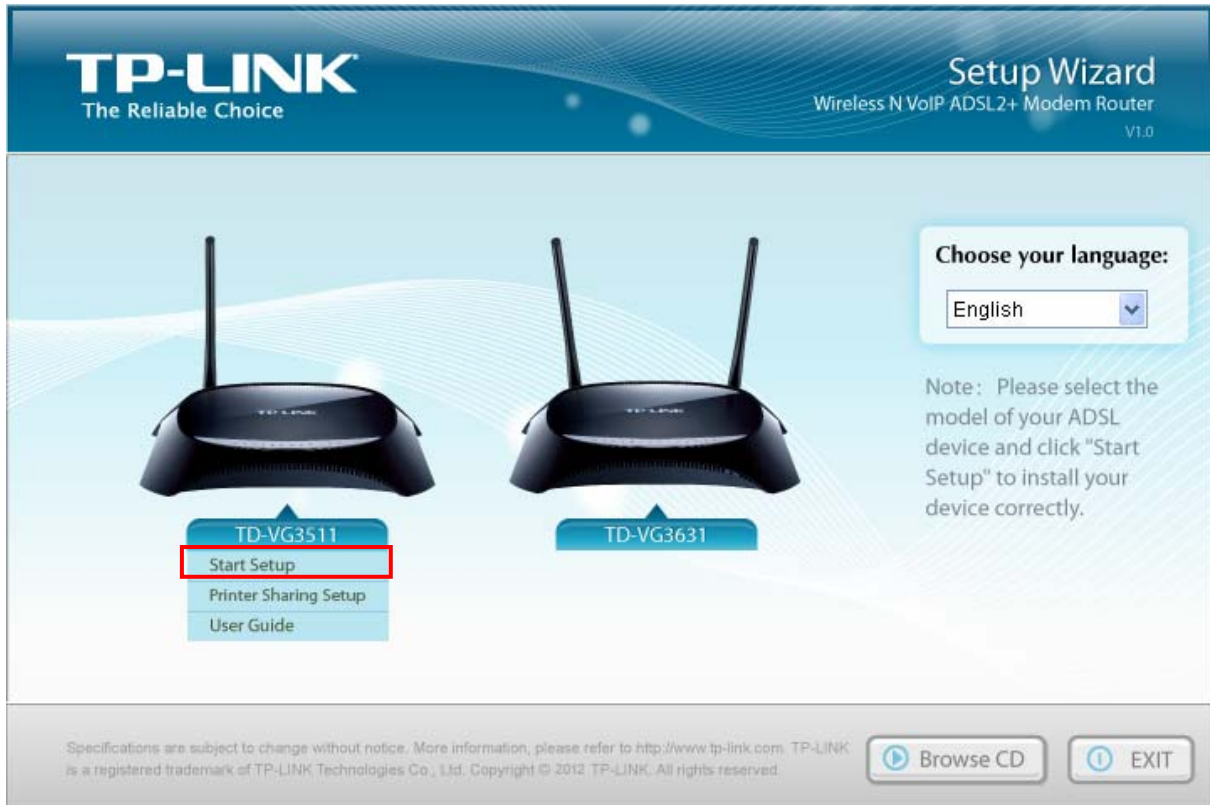 TP-LINK
The Reliable Choice
Setup Wizard
Wireless N VoIP ADSL2+ Modem Router
V1.0
Choose your language:
English
Note: Please select the
model of your ADSL
device and click "Start
Setup" to install your
device correctly.
TP-LINK
TP-LINK
TD-VG3511
TD-VG3631
Start Setup
Printer Sharing Setup
User Guide
Specifications are subject to change without notice. More information, please refer to http://www.tp-link.com. TP-LINK
is a registered trademark of TP-LINK Technologies Co., Ltd. Copyright © 2012 TP-LINK. All rights reserved.
Browse CD
EXIT